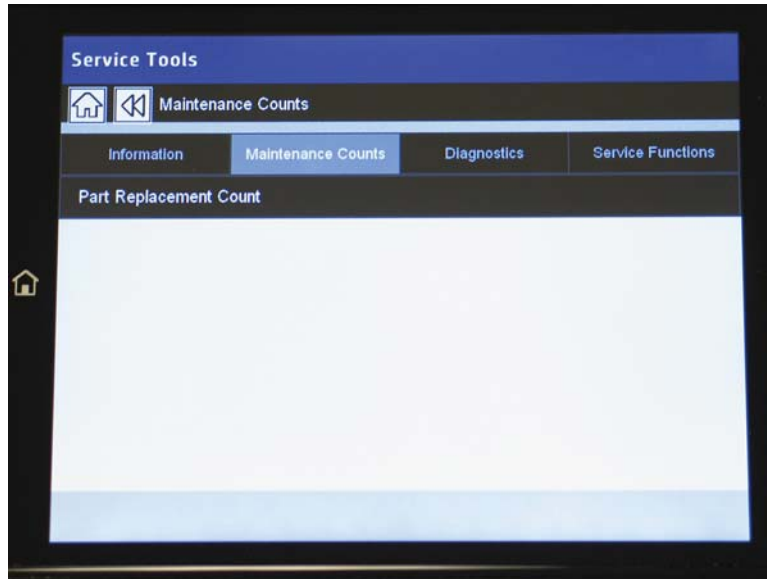 Service Tools
Maintenance Counts
Information Maintenance Counts Diagnostics Service Functions
Part Replacement Count